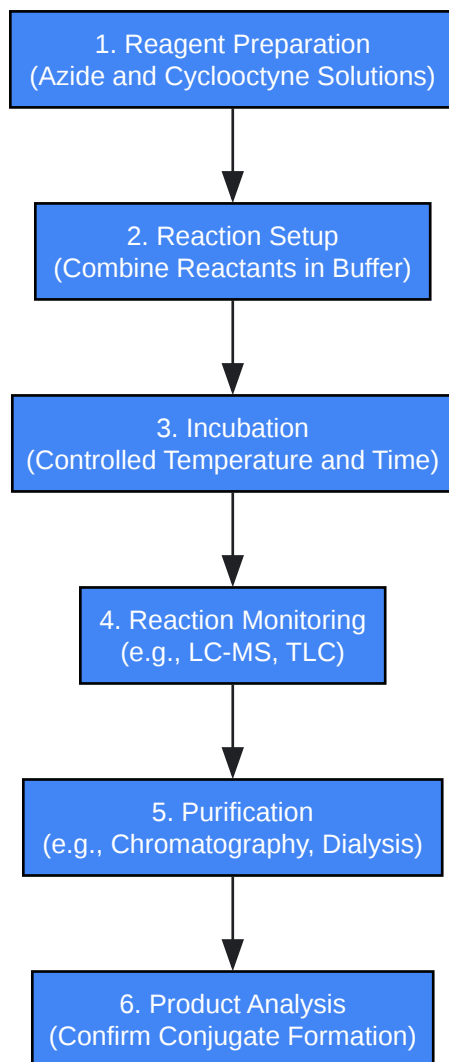 1. Reagent Preparation
(Azide and Cyclooctyne Solutions)
2. Reaction Setup
(Combine Reactants in Buffer)
3. Incubation
(Controlled Temperature and Time)
4. Reaction Monitoring
(e.g., LC-MS, TLC)
5. Purification
(e.g., Chromatography, Dialysis)
6. Product Analysis
(Confirm Conjugate Formation)